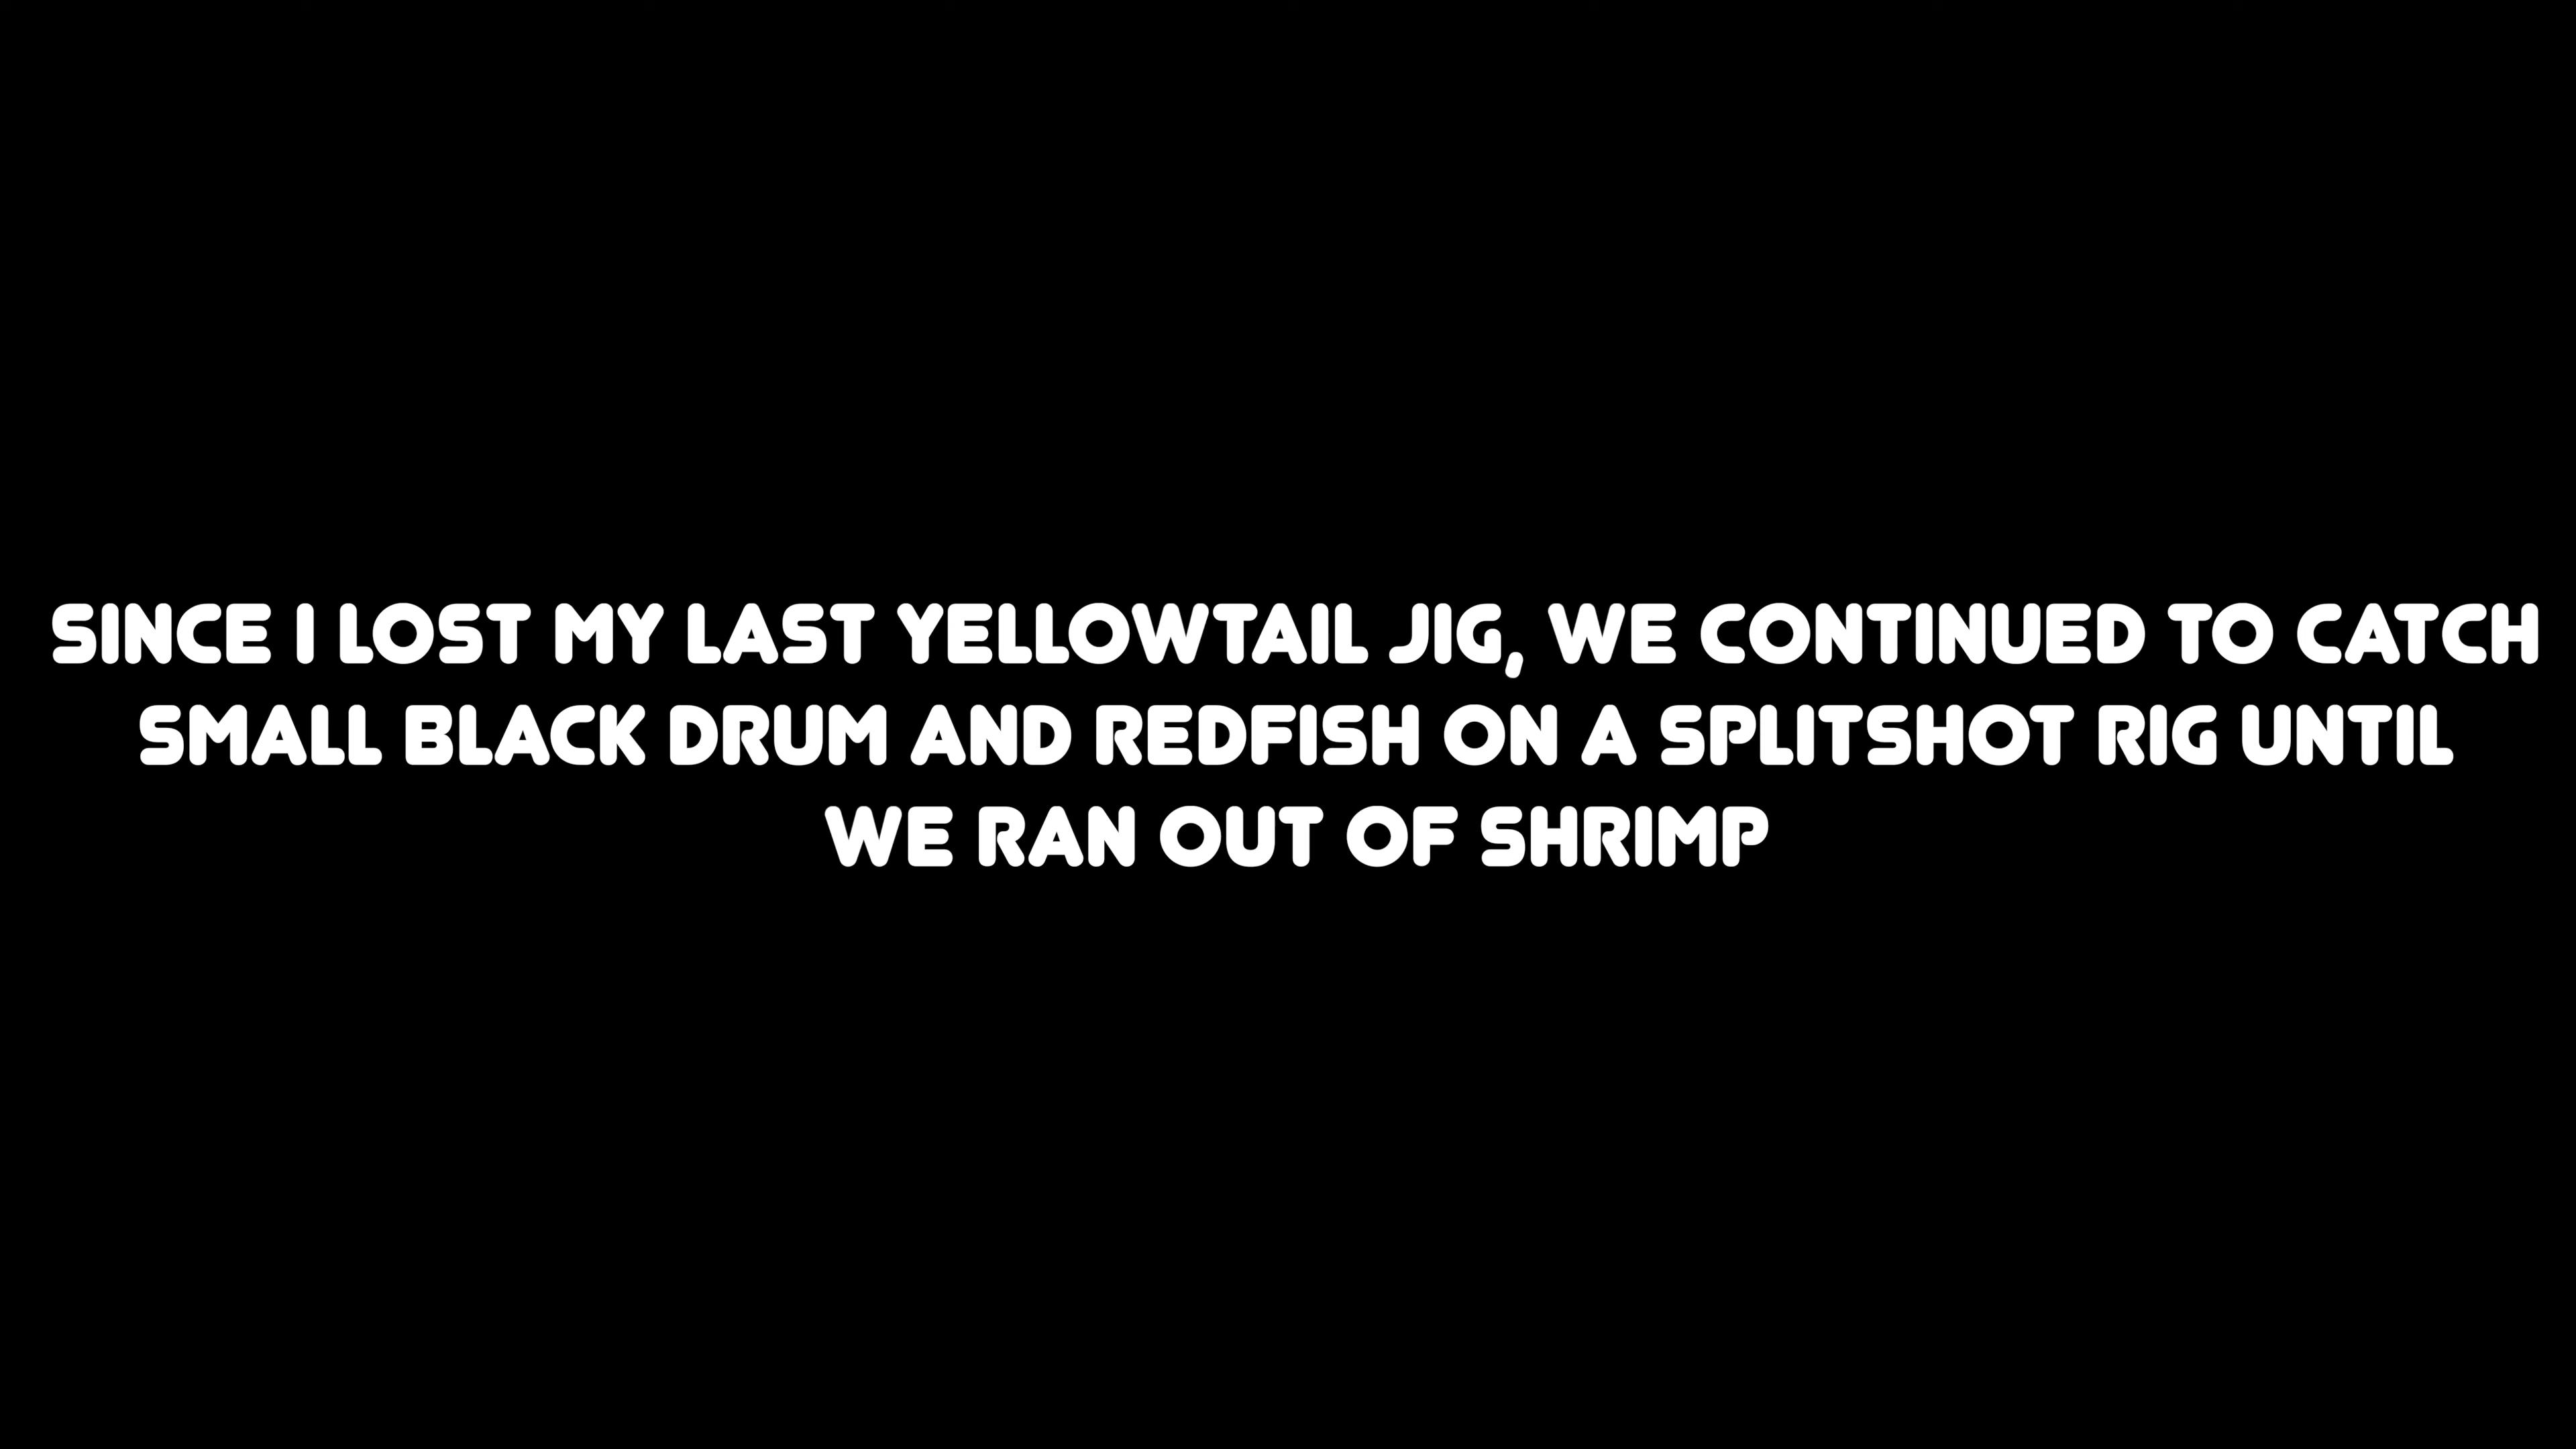 SINCE I LOST MY LAST YELLOWTAIL JIG, WE CONTINUED TO CATCH
SMALL BLACK DRUM AND REDFISH ON A SPLITSHOT RIG UNTIL
WE RAN OUT OF SHRIMP